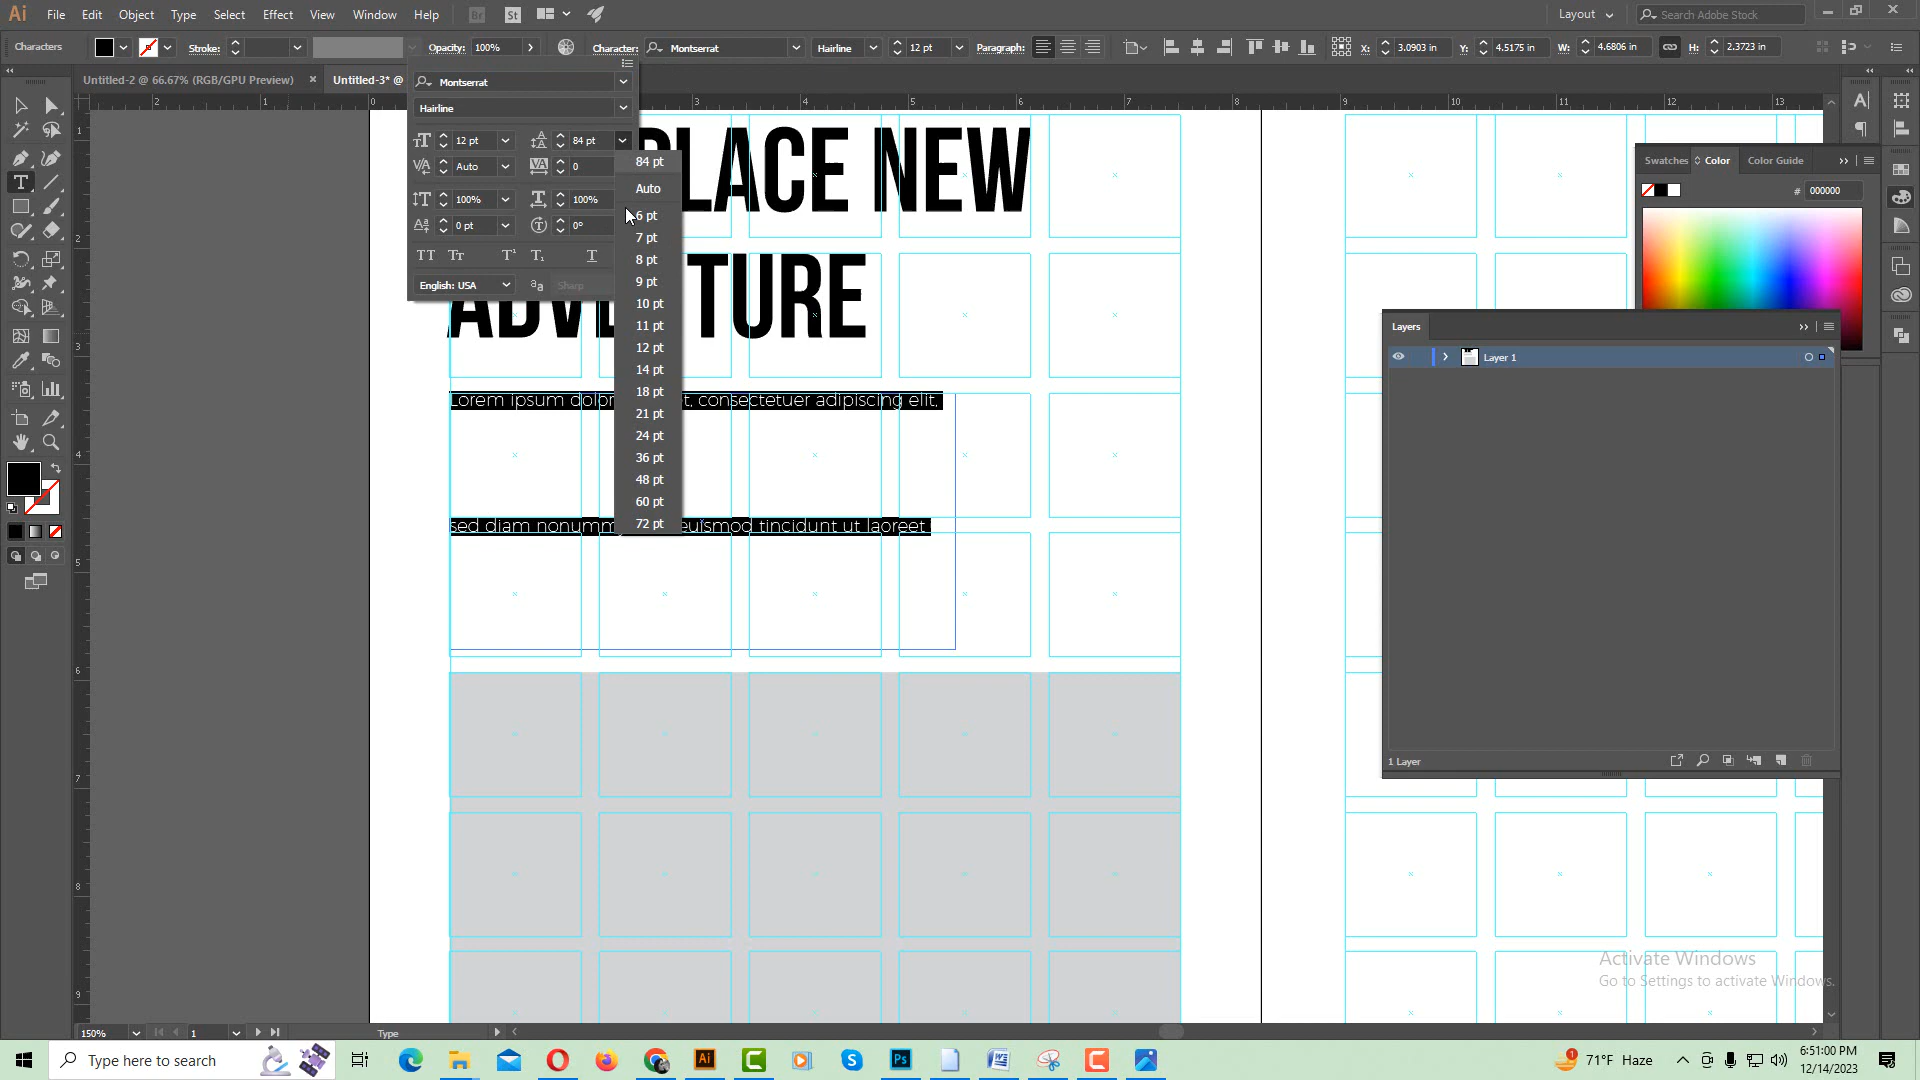 Ai File Edit Object Type Select Effect View Window Help Br St Layout Search Adobe Stock
Characters Stroke: Opacity: 100% Character: Montserrat Hairline 12 pt Paragraph: X: 3.0903 in Y: 4.5175 in W: 4.6806 in H: 2.3723 in
Untitled-2 @ 66.67% (RGB/GPU Preview) × Untitled-3* @
Montserrat
Hairline
12 pt 84 pt
Auto 0
100% 100%
0 pt 0°
English: USA Sharp
84 pt
Auto
6 pt
7 pt
8 pt
9 pt
10 pt
11 pt
12 pt
14 pt
18 pt
21 pt
24 pt
36 pt
48 pt
60 pt
72 pt
LACE NEW
TURE
Lorem ipsum consectetuer adipiscing elit,
sed diam euismod tincidunt ut laoreet
Swatches Color Color Guide
# 000000
Layers
Layer 1
1 Layer
Activate Windows
Go to Settings to activate Windows.
150% 1 Type
Type here to search 71°F Haze 6:51:00 PM
12/14/2023